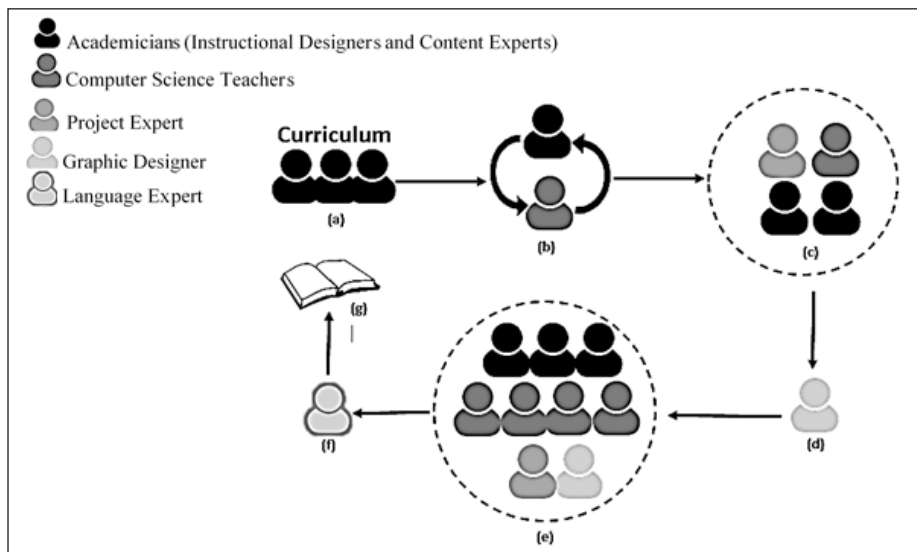 Academicians (Instructional Designers and Content Experts)
Computer Science Teachers
Project Expert
Graphic Designer
Language Expert
Curriculum
(a)
(b)
(c)
(g)
(f)
(d)
(e)